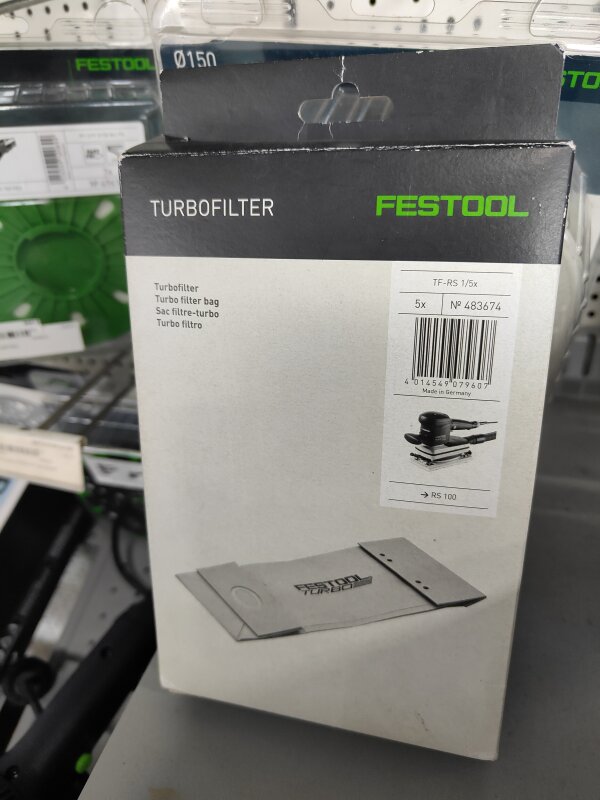 FESTOOL
Ø150
TURBOFILTER
FESTOOL
Turbofilter
Turbo filter bag
Sac filtre-turbo
Turbo filtro
TF-RS 1/5x
5x
Nº 483674
4 014549 079607
Made in Germany
→ RS 100
FESTOOL
TURBO